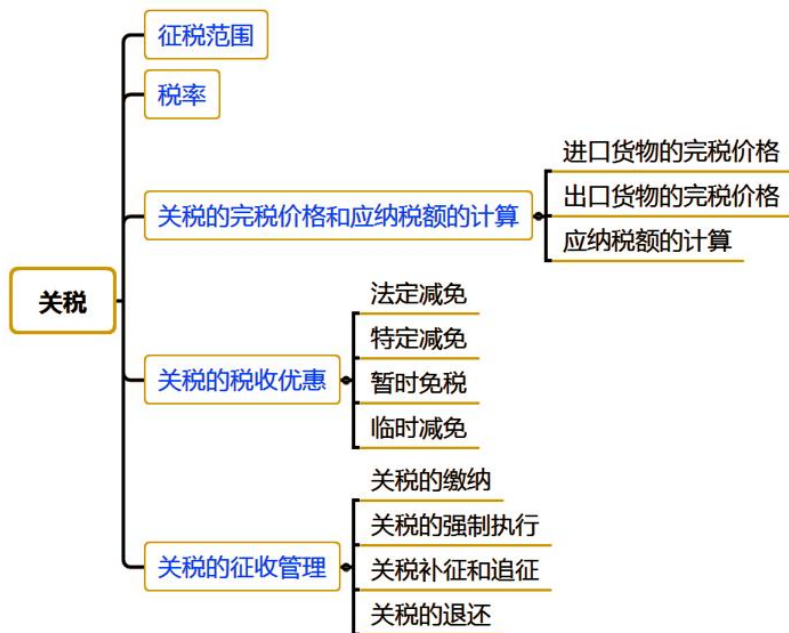 关税
征税范围
税率
关税的完税价格和应纳税额的计算
进口货物的完税价格
出口货物的完税价格
应纳税额的计算
关税的税收优惠
法定减免
特定减免
暂时免税
临时减免
关税的征收管理
关税的缴纳
关税的强制执行
关税补征和追征
关税的退还